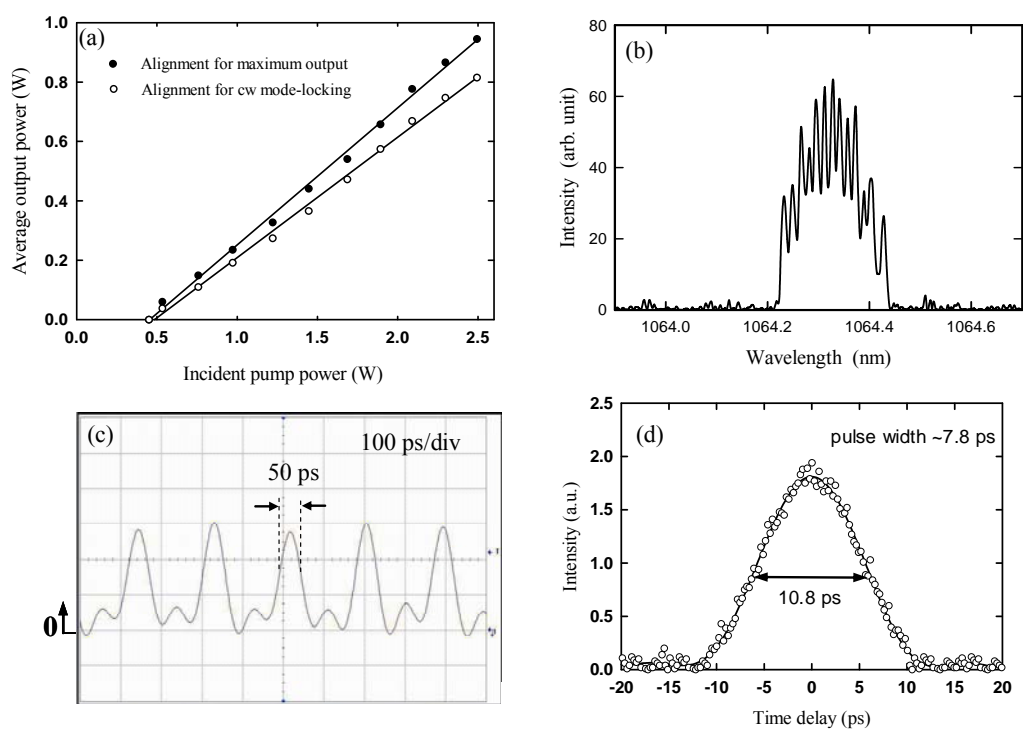 (a)
Alignment for maximum output
Alignment for cw mode-locking
Average output power (W)
1.0
0.8
0.6
0.4
0.2
0.0
0.0 0.5 1.0 1.5 2.0 2.5
Incident pump power (W)
(b)
Intensity (arb. unit)
80
60
40
20
0
1064.0 1064.2 1064.4 1064.6
Wavelength (nm)
(c)
100 ps/div
50 ps
0
(d)
pulse width ~7.8 ps
Intensity (a.u.)
2.5
2.0
1.5
1.0
0.5
0.0
10.8 ps
-20 -15 -10 -5 0 5 10 15 20
Time delay (ps)